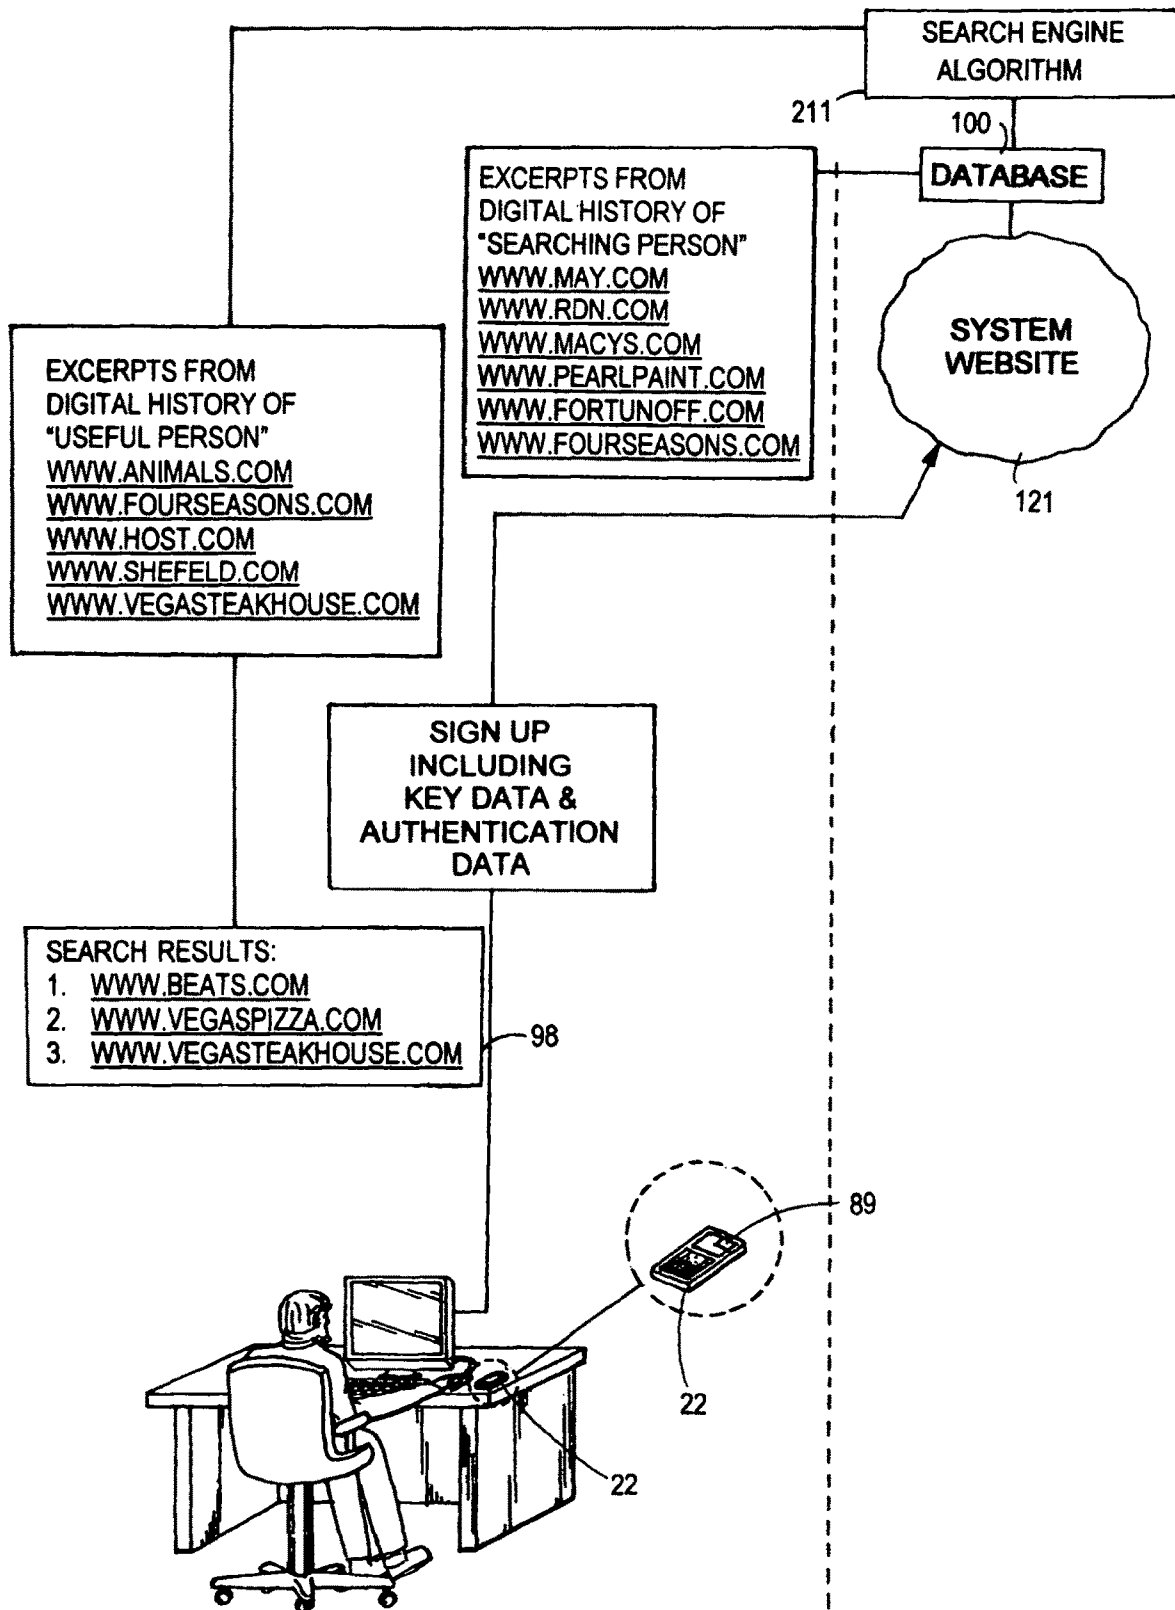 SEARCH ENGINE
ALGORITHM
211
100
DATABASE
SYSTEM
WEBSITE
121
EXCERPTS FROM
DIGITAL HISTORY OF
"SEARCHING PERSON"
WWW.MAY.COM
WWW.RDN.COM
WWW.MACYS.COM
WWW.PEARLPAINT.COM
WWW.FORTUNOFF.COM
WWW.FOURSEASONS.COM
EXCERPTS FROM
DIGITAL HISTORY OF
"USEFUL PERSON"
WWW.ANIMALS.COM
WWW.FOURSEASONS.COM
WWW.HOST.COM
WWW.SHEFELD.COM
WWW.VEGASTEAKHOUSE.COM
SIGN UP
INCLUDING
KEY DATA &
AUTHENTICATION
DATA
SEARCH RESULTS:
1. WWW.BEATS.COM
2. WWW.VEGASPIZZA.COM
3. WWW.VEGASTEAKHOUSE.COM
98
89
22
22